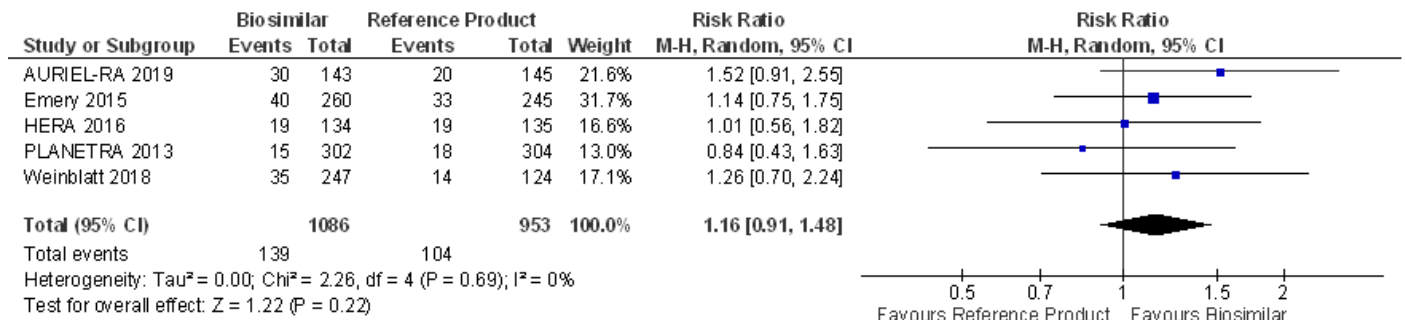 Biosimilar Reference Product Risk Ratio Risk Ratio
Study or Subgroup Events Total Events Total Weight M-H, Random, 95% CI M-H, Random, 95% CI
AURIEL-RA 2019 30 143 20 145 21.6% 1.52 [0.91, 2.55]
Emery 2015 40 260 33 245 31.7% 1.14 [0.75, 1.75]
HERA 2016 19 134 19 135 16.6% 1.01 [0.56, 1.82]
PLANETRA 2013 15 302 18 304 13.0% 0.84 [0.43, 1.63]
Weinblatt 2018 35 247 14 124 17.1% 1.26 [0.70, 2.24]
Total (95% CI) 1086 953 100.0% 1.16 [0.91, 1.48]
Total events 139 104
Heterogeneity: Tau² = 0.00; Chi² = 2.26, df = 4 (P = 0.69); I² = 0%
Test for overall effect: Z = 1.22 (P = 0.22)
0.5 0.7 1 1.5 2
Favours Reference Product Favours Biosimilar